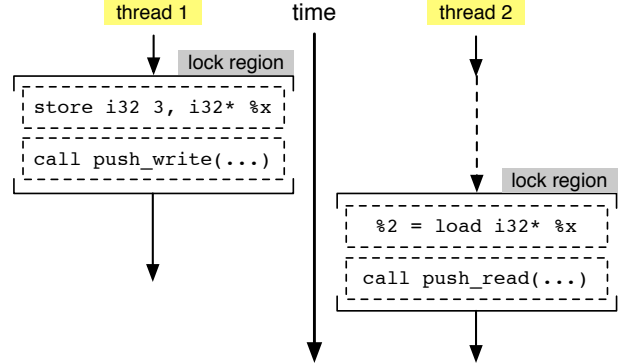 thread 1
time
thread 2
lock region
store i32 3, i32* %x
call push_write(...)
lock region
%2 = load i32* %x
call push_read(...)